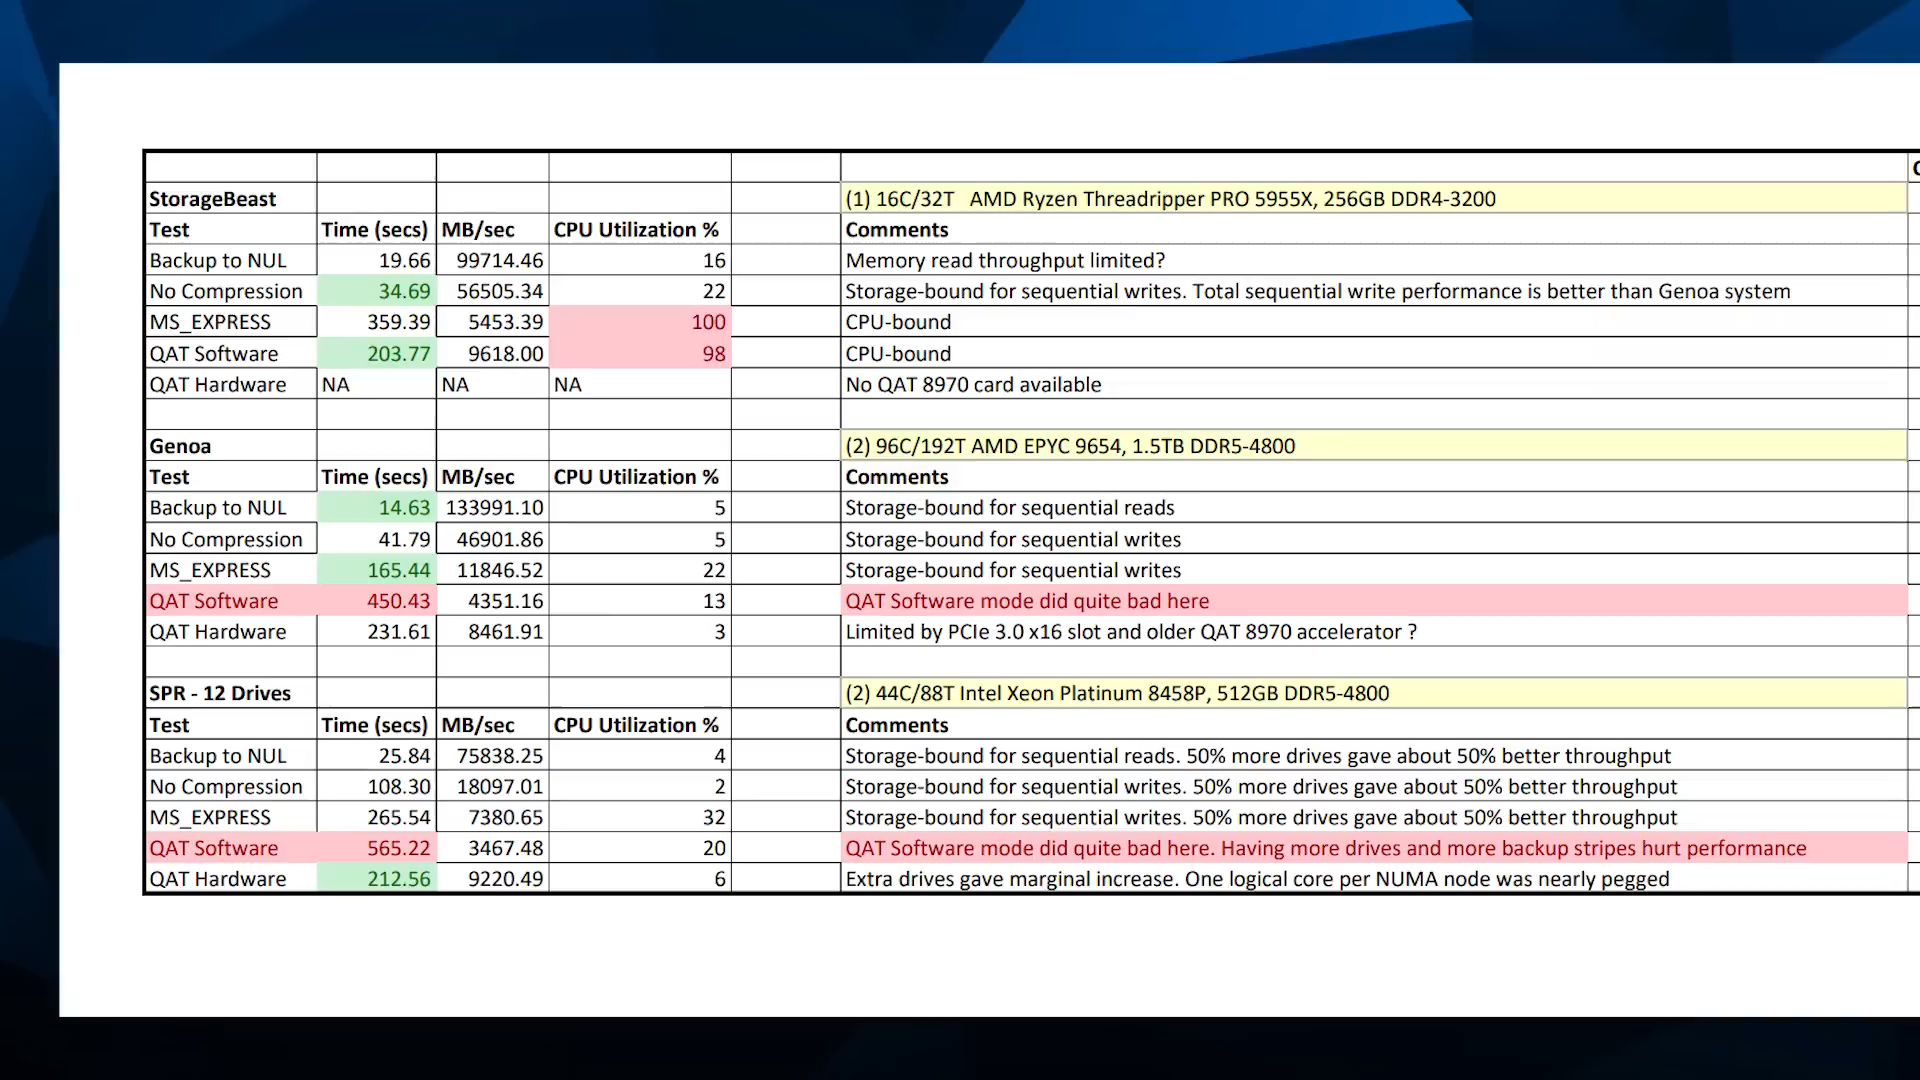 StorageBeast (1) 16C/32T AMD Ryzen Threadripper PRO 5955X, 256GB DDR4-3200
Test Time (secs) MB/sec CPU Utilization % Comments
Backup to NUL 19.66 99714.46 16 Memory read throughput limited?
No Compression 34.69 56505.34 22 Storage-bound for sequential writes. Total sequential write performance is better than Genoa system
MS_EXPRESS 359.39 5453.39 100 CPU-bound
QAT Software 203.77 9618.00 98 CPU-bound
QAT Hardware NA NA NA No QAT 8970 card available
Genoa (2) 96C/192T AMD EPYC 9654, 1.5TB DDR5-4800
Test Time (secs) MB/sec CPU Utilization % Comments
Backup to NUL 14.63 133991.10 5 Storage-bound for sequential reads
No Compression 41.79 46901.86 5 Storage-bound for sequential writes
MS_EXPRESS 165.44 11846.52 22 Storage-bound for sequential writes
QAT Software 450.43 4351.16 13 QAT Software mode did quite bad here
QAT Hardware 231.61 8461.91 3 Limited by PCIe 3.0 x16 slot and older QAT 8970 accelerator ?
SPR - 12 Drives (2) 44C/88T Intel Xeon Platinum 8458P, 512GB DDR5-4800
Test Time (secs) MB/sec CPU Utilization % Comments
Backup to NUL 25.84 75838.25 4 Storage-bound for sequential reads. 50% more drives gave about 50% better throughput
No Compression 108.30 18097.01 2 Storage-bound for sequential writes. 50% more drives gave about 50% better throughput
MS_EXPRESS 265.54 7380.65 32 Storage-bound for sequential writes. 50% more drives gave about 50% better throughput
QAT Software 565.22 3467.48 20 QAT Software mode did quite bad here. Having more drives and more backup stripes hurt performance
QAT Hardware 212.56 9220.49 6 Extra drives gave marginal increase. One logical core per NUMA node was nearly pegged